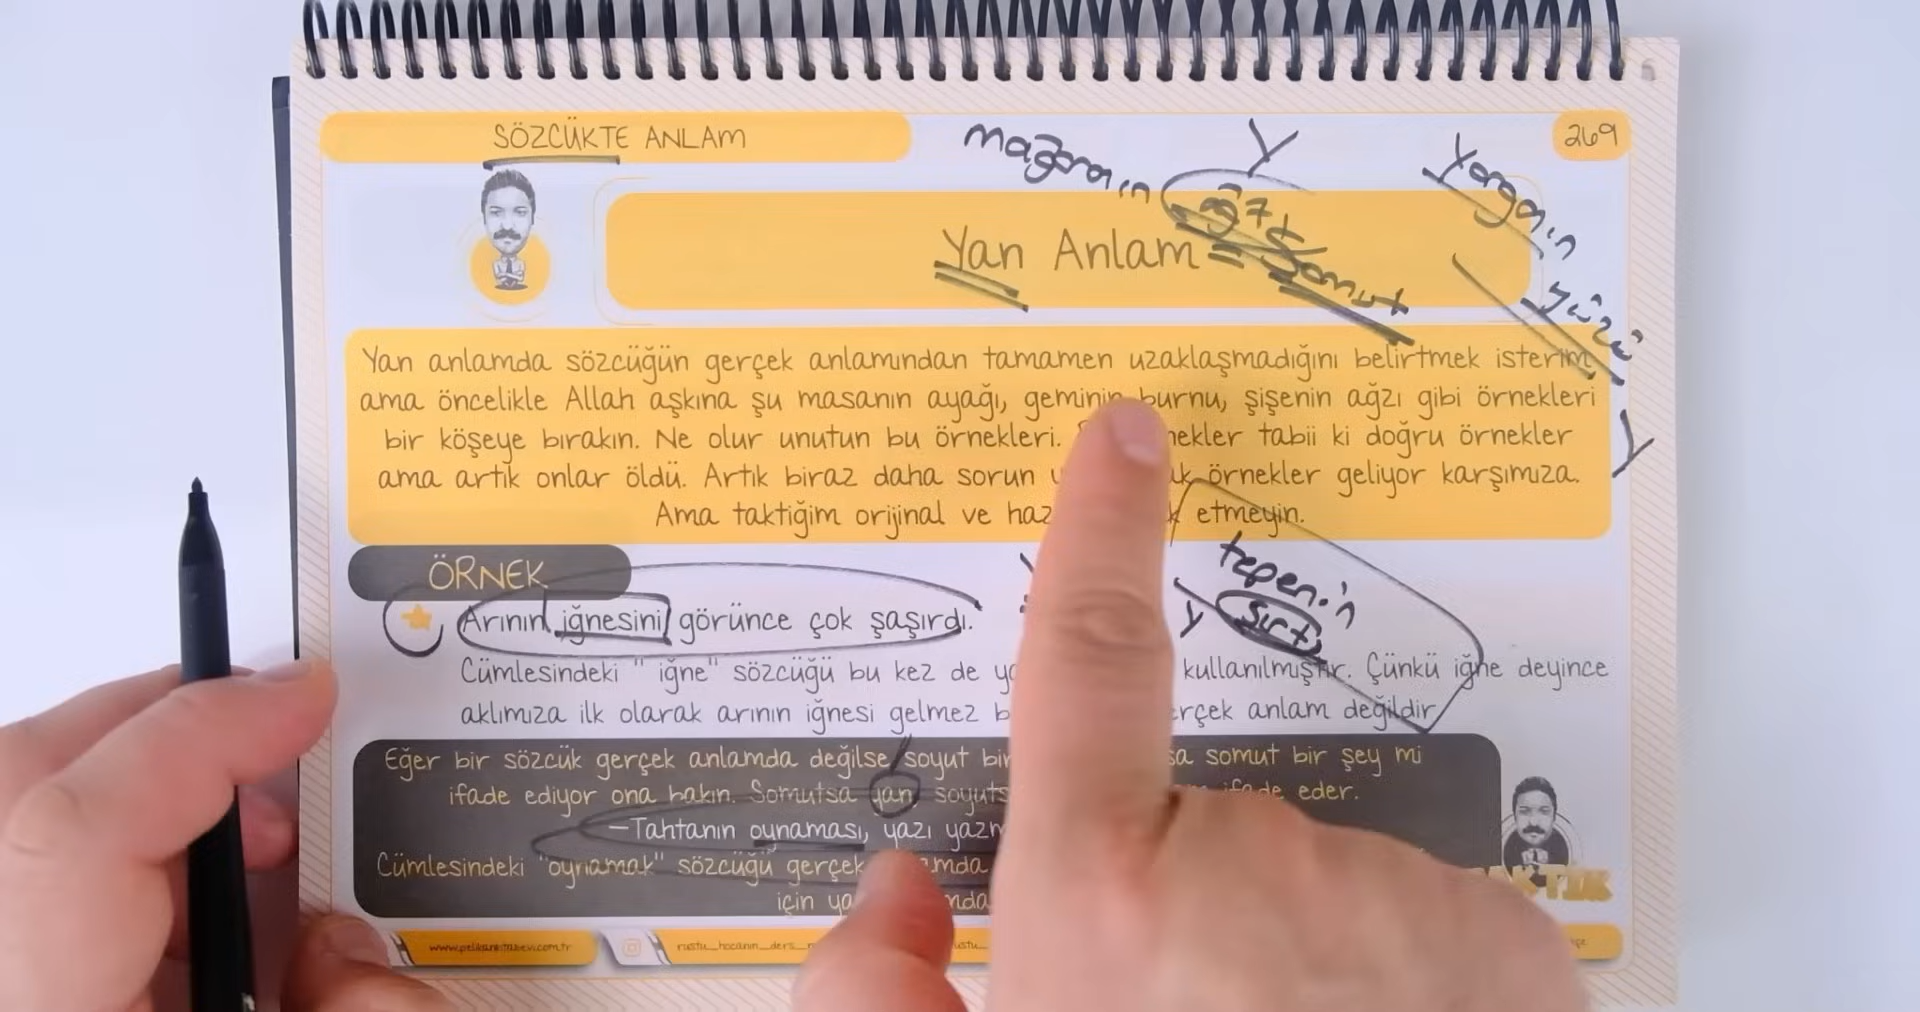 SÖZCÜKTE ANLAM
269
mağaranın
Y
ağzı
Somut
Yorganın
yüzü
Y
Yan Anlam
Yan anlamda sözcüğün gerçek anlamından tamamen uzaklaşmadığını belirtmek isterim
ama öncelikle Allah aşkına şu masanın ayağı, geminin burnu, şişenin ağzı gibi örnekleri
bir köşeye bırakın. Ne olur unutun bu örnekleri. tabii ki doğru örnekler
ama artık onlar öldü. Artık biraz daha sorun örnekler geliyor karşımıza.
Ama taktiğim orijinal ve etmeyin.
ÖRNEK
tepenin
Y sırtı
Arının iğnesini görünce çok şaşırdı.
Cümlesindeki " iğne" sözcüğü bu kez de kullanılmıştır. Çünkü iğne deyince
aklımıza ilk olarak arının iğnesi gelmez anlam değildir
Eğer bir sözcük gerçek anlamda değilse soyut bir somut bir şey mi
ifade ediyor ona bakın. Somutsa yan ifade eder.
-Tahtanın oynaması, yazı
Cümlesindeki "oynamak" sözcüğü gerçek
için
TAKTİK
www.pelikankitabevi.com.tr